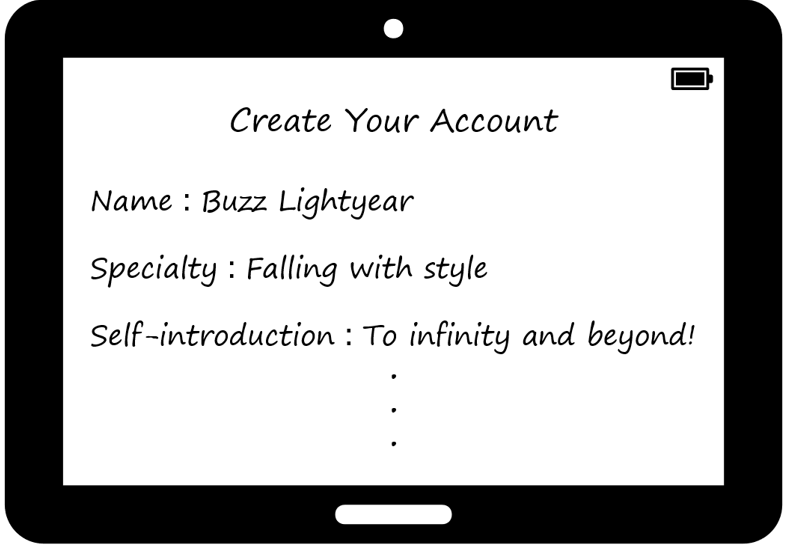 Create Your Account
Name : Buzz Lightyear
Specialty : Falling with style
Self-introduction : To infinity and beyond!
.
.
.